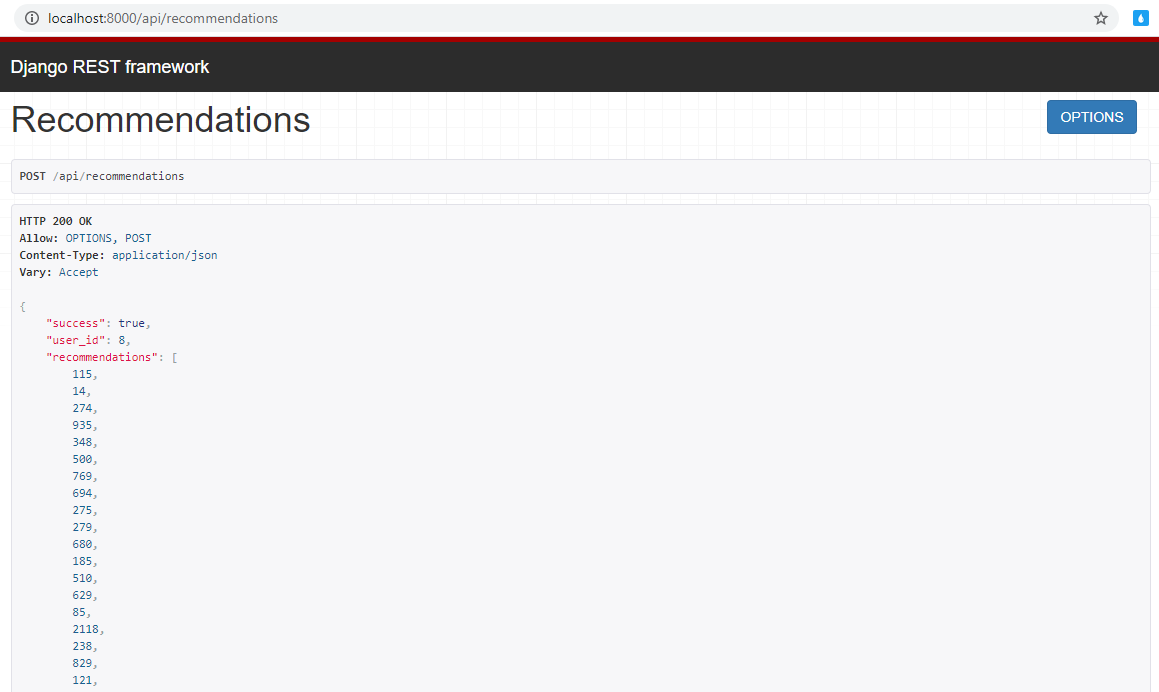 localhost:8000/api/recommendations
Django REST framework
Recommendations
OPTIONS
POST /api/recommendations
HTTP 200 OK
Allow: OPTIONS, POST
Content-Type: application/json
Vary: Accept
{
"success": true,
"user_id": 8,
"recommendations": [
115,
14,
274,
935,
348,
500,
769,
694,
275,
279,
680,
185,
510,
629,
85,
2118,
238,
829,
121,